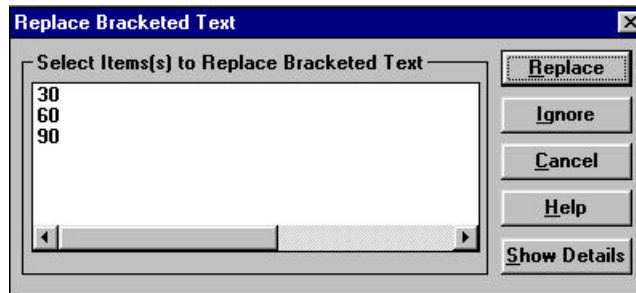 Replace Bracketed Text
Select Items(s) to Replace Bracketed Text
30
60
90
Replace
Ignore
Cancel
Help
Show Details